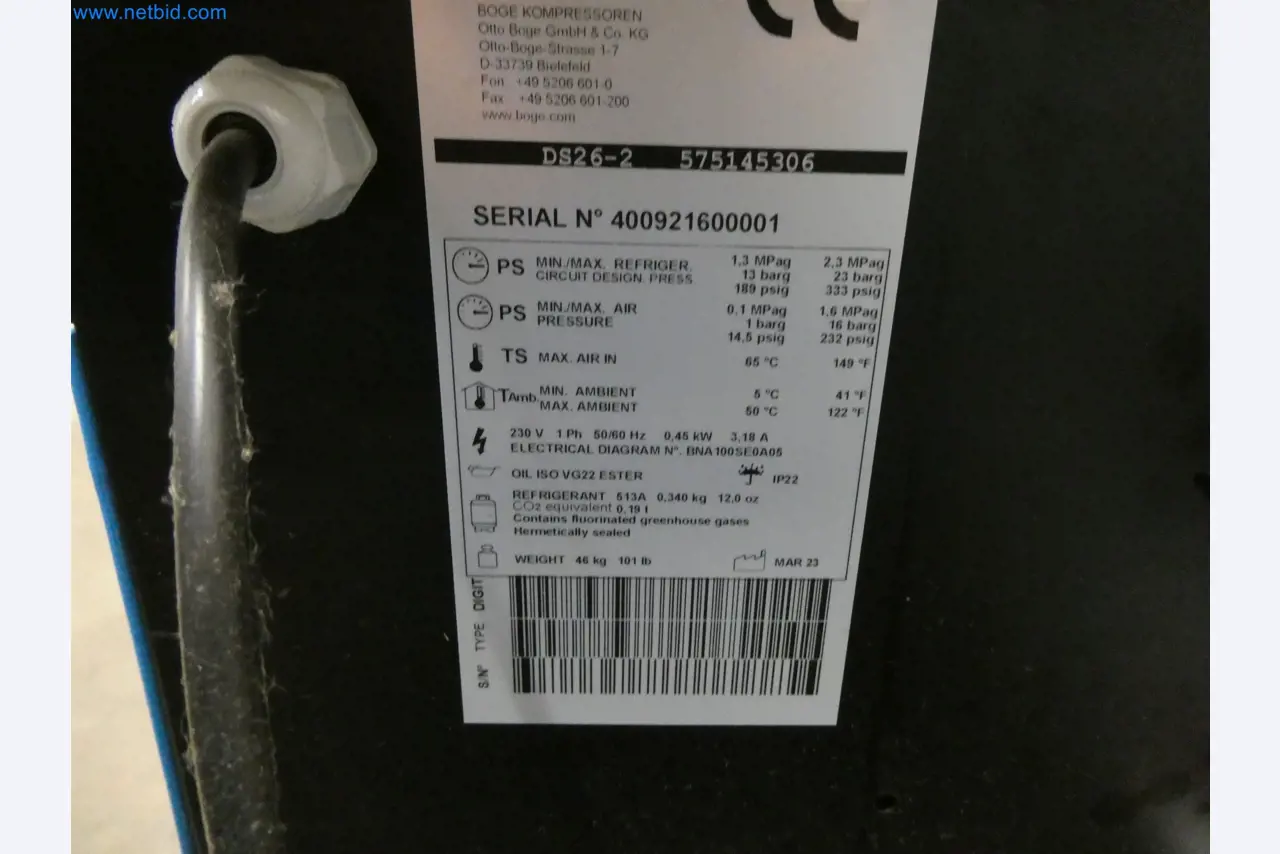 www.netbid.com
CE
BOGE KOMPRESSOREN
Otto Boge GmbH & Co. KG
Otto-Boge-Strasse 1-7
D-33739 Bielefeld
Fon +49 5206 601-0
Fax +49 5206 601-200
www.boge.com
DS26-2 575145306
SERIAL N° 400921600001
PS MIN./MAX. REFRIGER. 1,3 MPag 2,3 MPag
CIRCUIT DESIGN. PRESS 13 barg 23 barg
189 psig 333 psig
PS MIN./MAX. AIR 0,1 MPag 1,6 MPag
PRESSURE 1 barg 16 barg
14,5 psig 232 psig
TS MAX. AIR IN 65 °C 149 °F
TAmb. MIN. AMBIENT 5 °C 41 °F
MAX. AMBIENT 50 °C 122 °F
230 V 1 Ph 50/60 Hz 0,45 kW 3,18 A
ELECTRICAL DIAGRAM N°. BNA100SE0A05
OIL ISO VG22 ESTER IP22
REFRIGERANT 513A 0,340 kg 12,0 oz
CO2 equivalent 0,19 t
Contains fluorinated greenhouse gases
Hermetically sealed
WEIGHT 46 kg 101 lb MAR 23
S/N° TYPE DIGIT